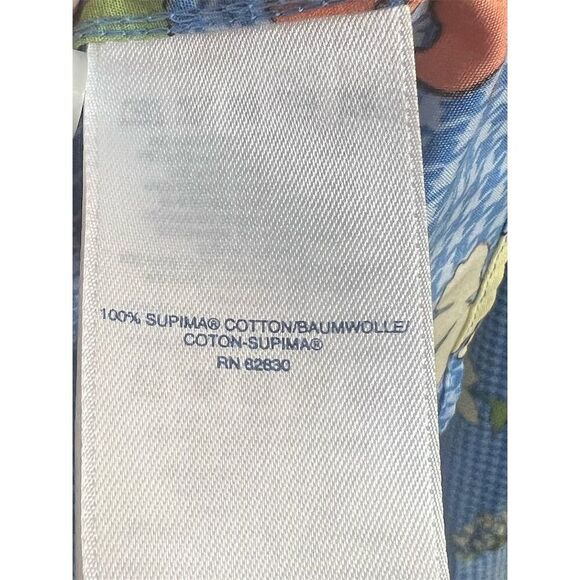 100% SUPIMA® COTTON/BAUMWOLLE/
COTON-SUPIMA®
RN 62830